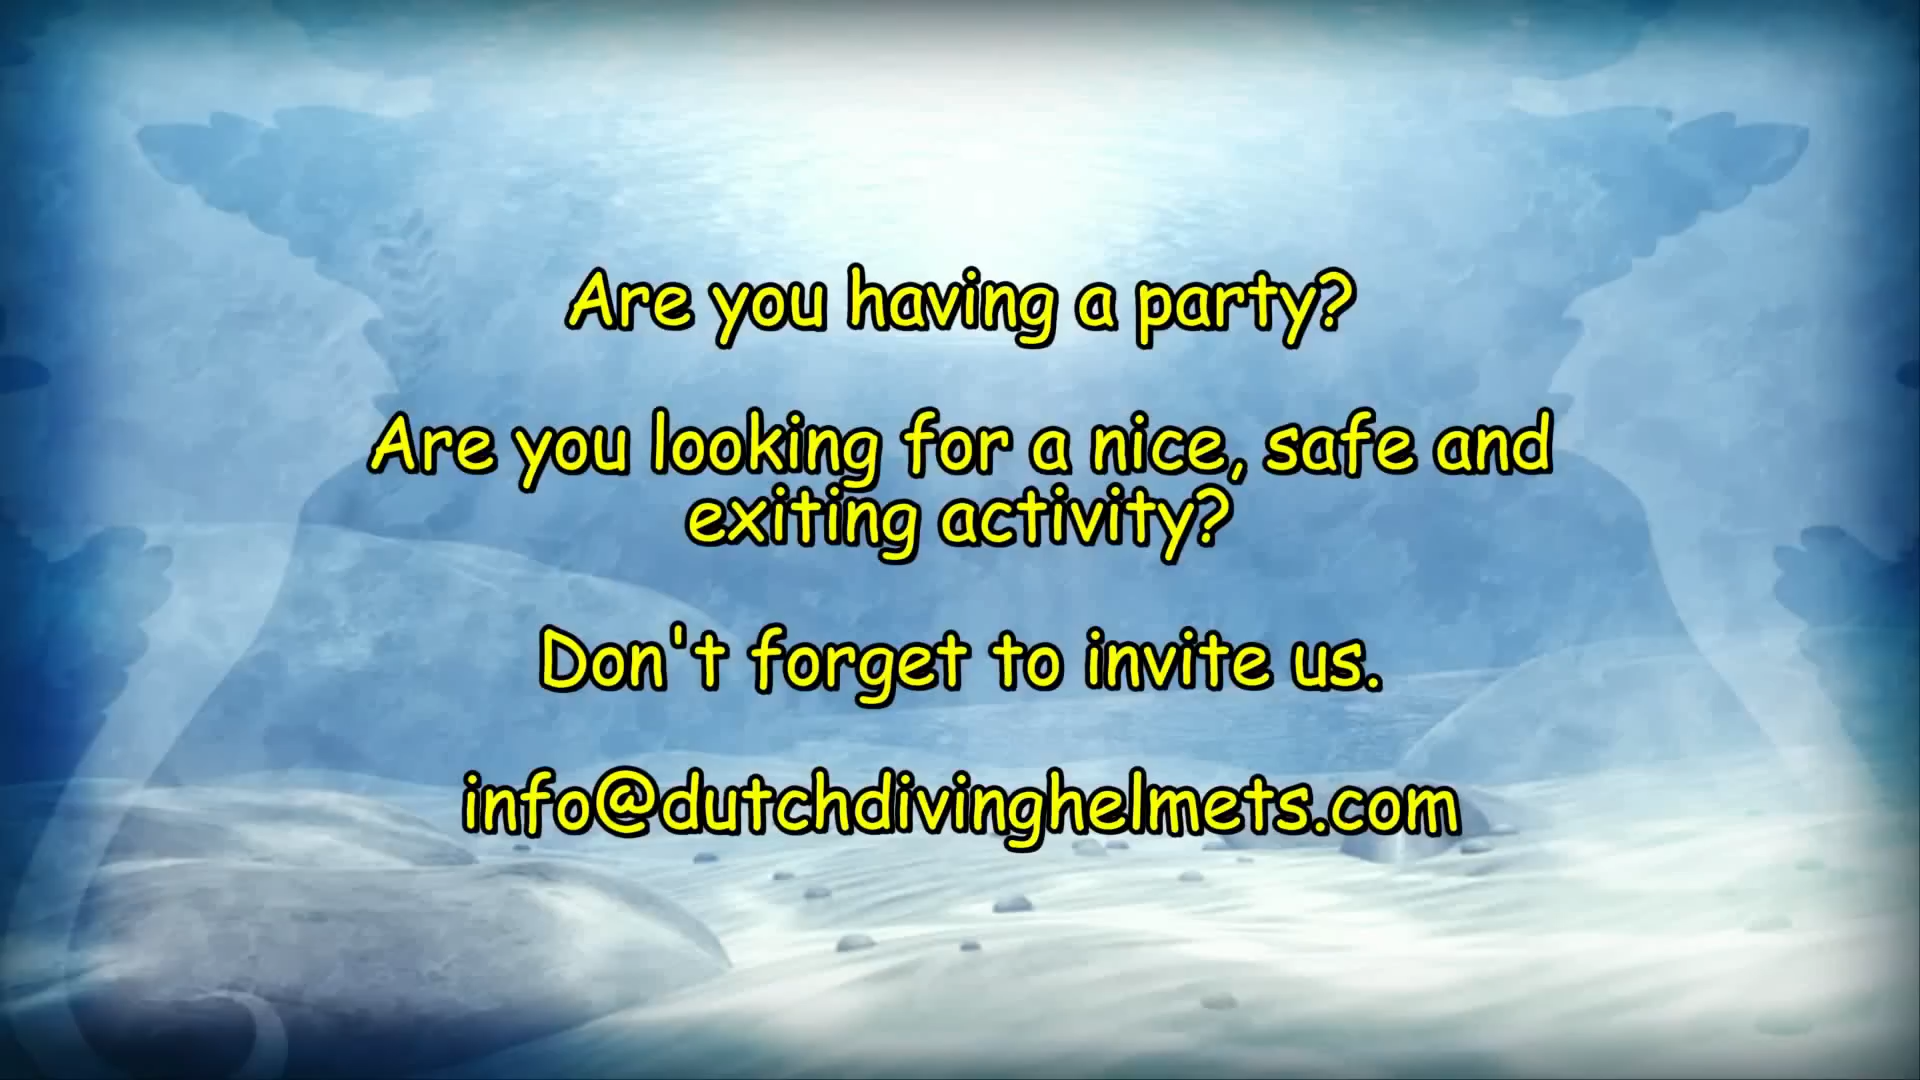 Are you having a party?
Are you looking for a nice, safe and
exiting activity?
Don't forget to invite us.
info@dutchdivinghelmets.com